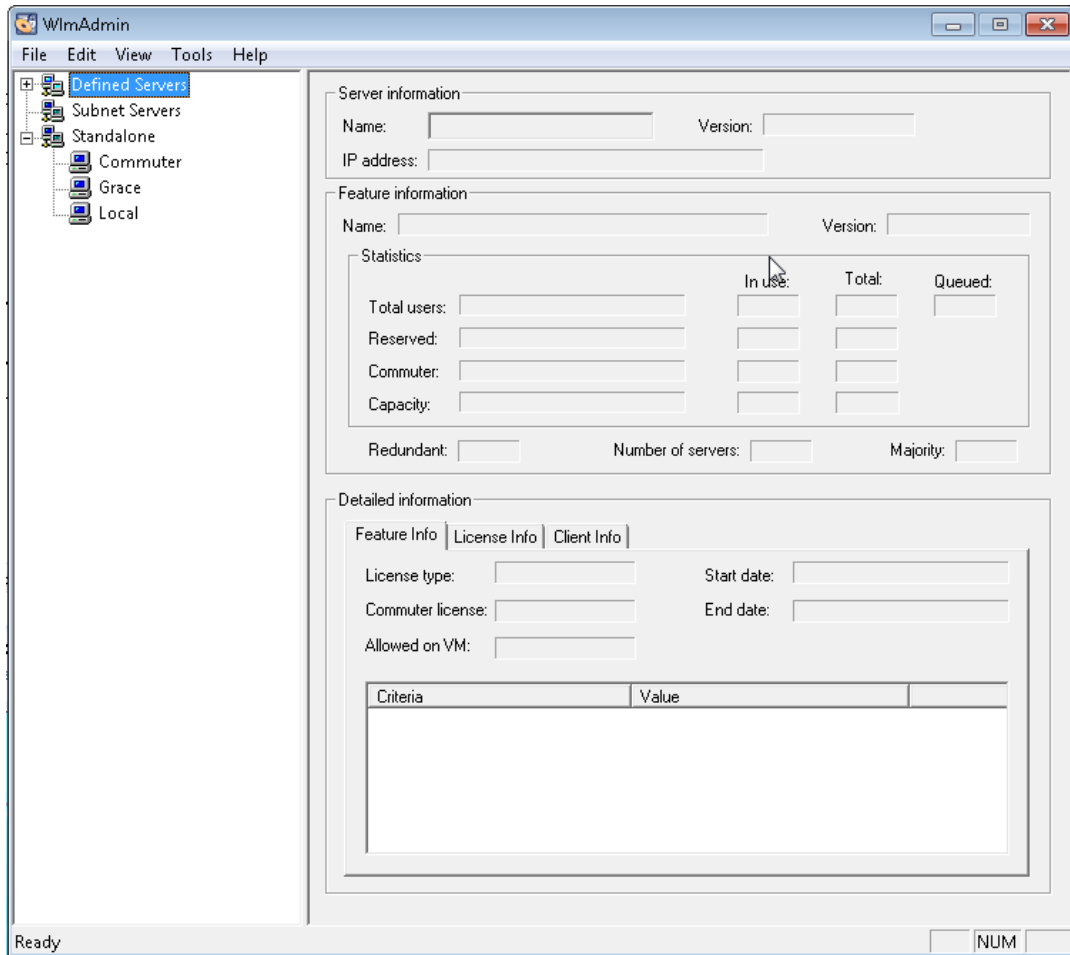 WlmAdmin
File Edit View Tools Help
Defined Servers
Subnet Servers
Standalone
Commuter
Grace
Local
Server information
Name: Version:
IP address:
Feature information
Name: Version:
Statistics
In use: Total: Queued:
Total users:
Reserved:
Commuter:
Capacity:
Redundant: Number of servers: Majority:
Detailed information
Feature Info License Info Client Info
License type: Start date:
Commuter license: End date:
Allowed on VM:
Criteria Value
Ready NUM